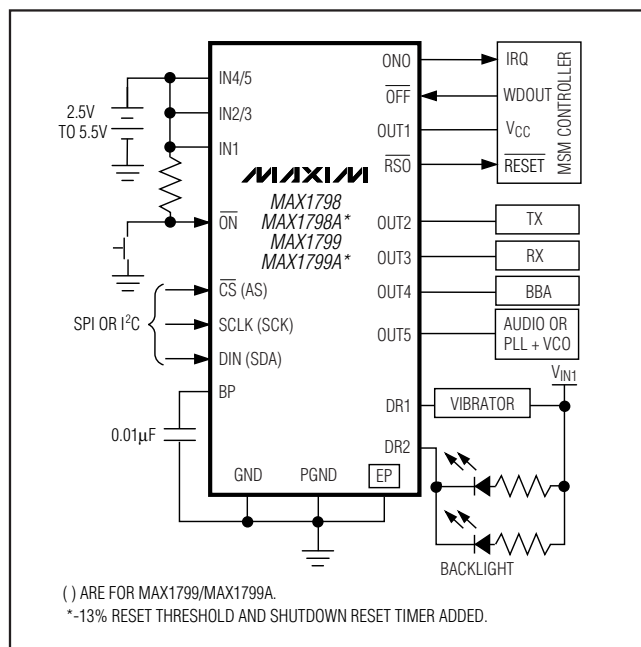 IN4/5
IN2/3
IN1
2.5V
TO 5.5V
ON
CS (AS)
SCLK (SCK)
DIN (SDA)
SPI OR I²C
BP
0.01µF
GND
PGND
EP
MAXIM
MAX1798
MAX1798A*
MAX1799
MAX1799A*
ONO
OFF
OUT1
RSO
OUT2
OUT3
OUT4
OUT5
DR1
DR2
IRQ
WDOUT
VCC
RESET
MSM CONTROLLER
TX
RX
BBA
AUDIO OR
PLL + VCO
VIN1
VIBRATOR
BACKLIGHT
( ) ARE FOR MAX1799/MAX1799A.
*-13% RESET THRESHOLD AND SHUTDOWN RESET TIMER ADDED.